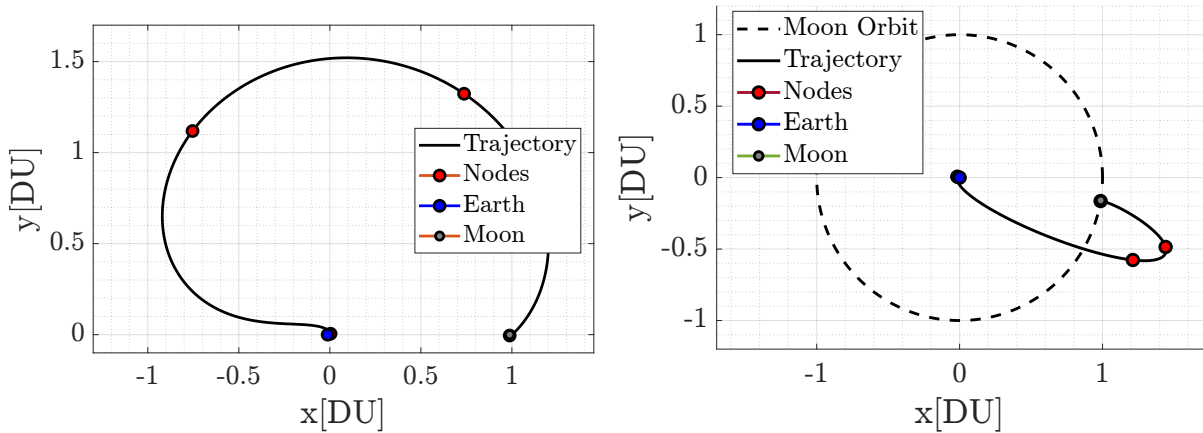 1.5
1
0.5
0
-1
-0.5
0
0.5
1
x[DU]
y[DU]
Trajectory
Nodes
Earth
Moon
1
0.5
0
-0.5
-1
-1
0
1
x[DU]
y[DU]
Moon Orbit
Trajectory
Nodes
Earth
Moon